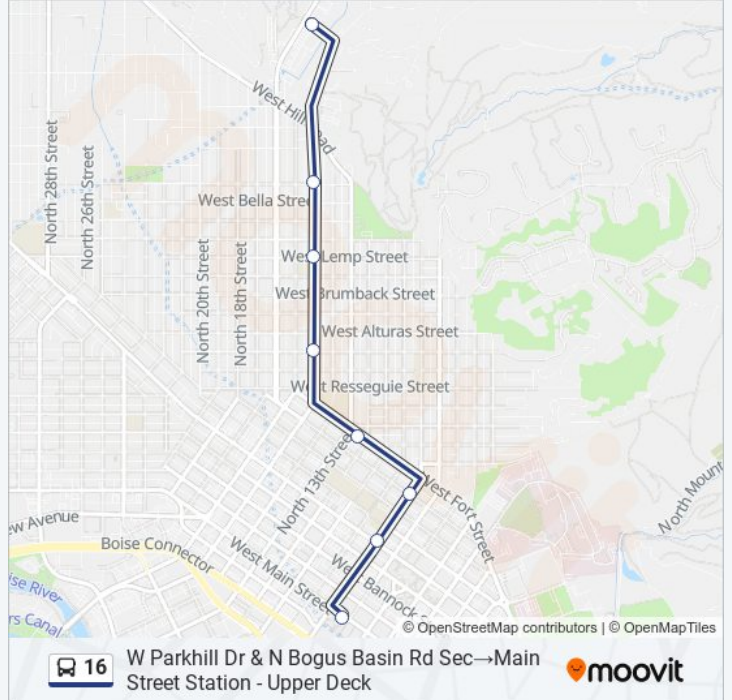 West Hill Road
North 28th Street
North 26th Street
West Bella Street
West Lemp Street
West Brumback Street
North 20th Street
North 18th Street
West Alturas Street
West Resseguie Street
North 13th Street
West Fort Street
North Mount
ew Avenue
Boise Connector
West Main Street
West Bannock S
ise River
rs Canal
© OpenStreetMap contributors | © OpenMapTiles
16
W Parkhill Dr & N Bogus Basin Rd Sec→Main
Street Station - Upper Deck
moovit